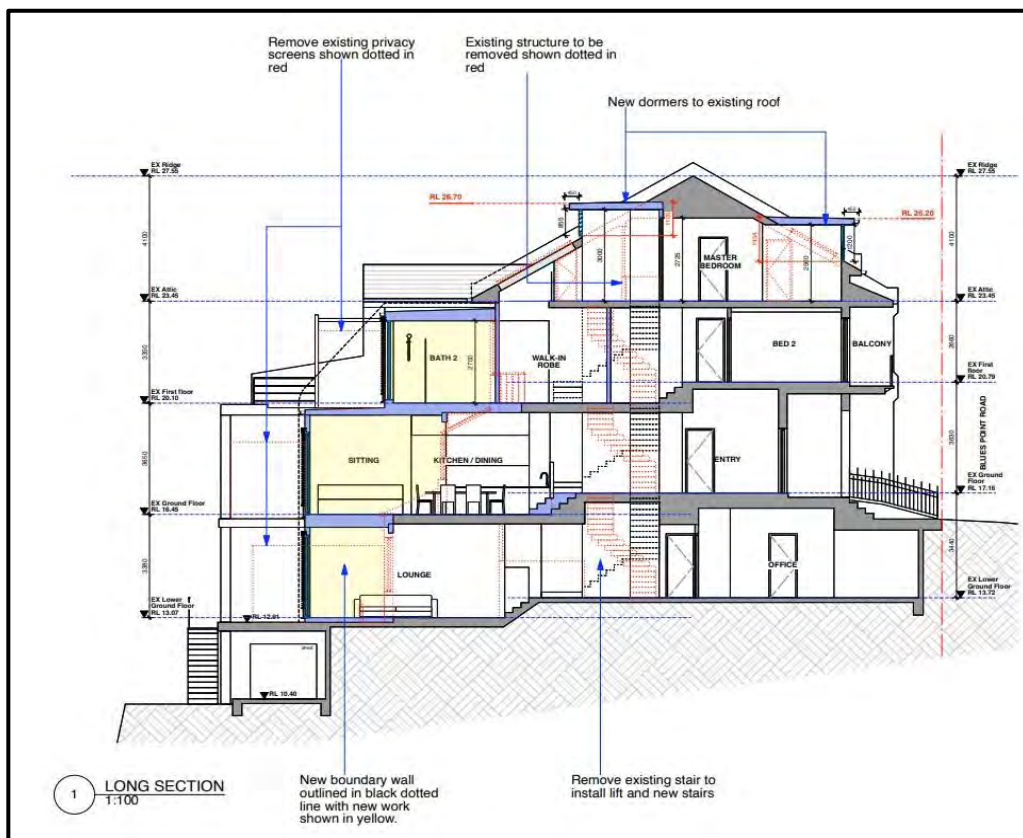 Remove existing privacy
screens shown dotted in
red
Existing structure to be
removed shown dotted in
red
New dormers to existing roof
EX Ridge
RL 27.55
EX Ridge
RL 27.55
RL 26.70
RL 26.20
4100
3000
2725
MASTER
BEDROOM
1200
4100
EX Attic
RL 23.45
EX Attic
RL 23.45
BATH 2
2700
WALK-IN
ROBE
BED 2
BALCONY
EX First floor
RL 20.10
EX First
floor
RL 20.79
3650
SITTING
KITCHEN / DINING
ENTRY
BLUES POINT ROAD
EX Ground Floor
RL 16.45
EX Ground
Floor
RL 17.16
LOUNGE
OFFICE
3440
EX Lower
Ground Floor
RL 13.07
EX Lower
Ground Floor
RL 13.72
RL 10.40
1
LONG SECTION
1:100
New boundary wall
outlined in black dotted
line with new work
shown in yellow.
Remove existing stair to
install lift and new stairs